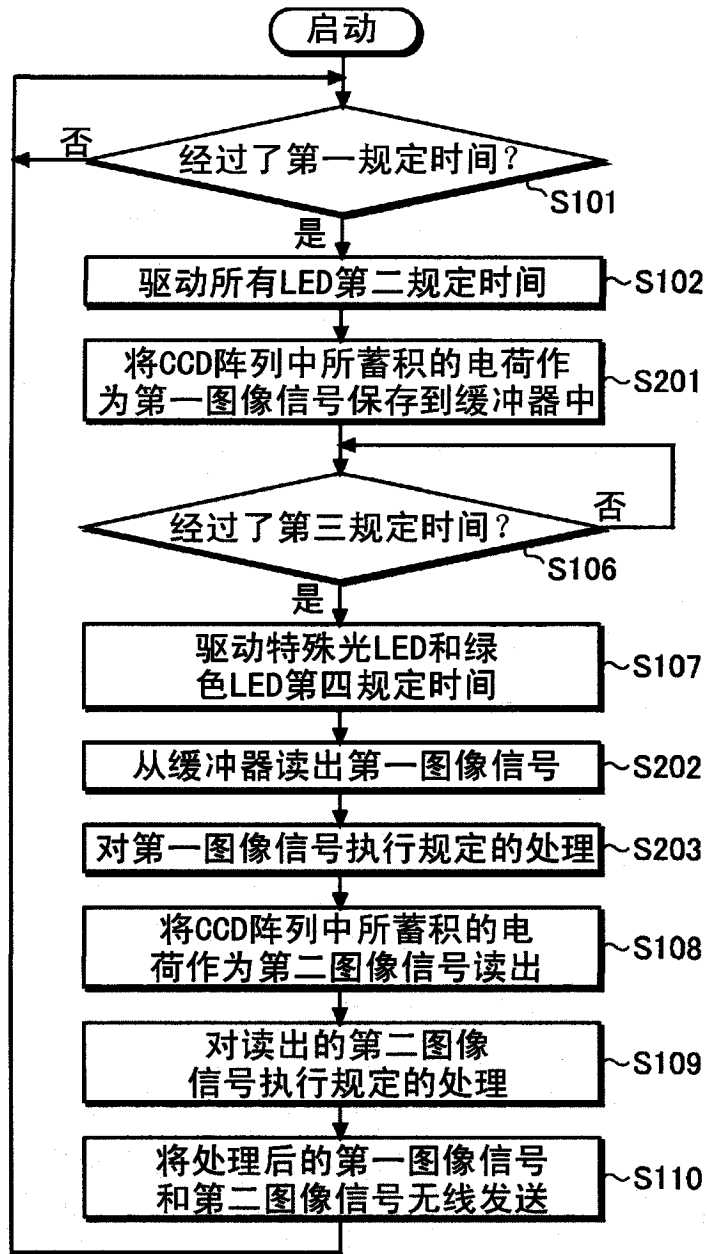 启动
否
经过了第一规定时间？
S101
是
驱动所有LED第二规定时间
S102
将CCD阵列中所蓄积的电荷作
为第一图像信号保存到缓冲器中
S201
经过了第三规定时间？
否
S106
是
驱动特殊光LED和绿
色LED第四规定时间
S107
从缓冲器读出第一图像信号
S202
对第一图像信号执行规定的处理
S203
将CCD阵列中所蓄积的电
荷作为第二图像信号读出
S108
对读出的第二图像
信号执行规定的处理
S109
将处理后的第一图像信号
和第二图像信号无线发送
S110